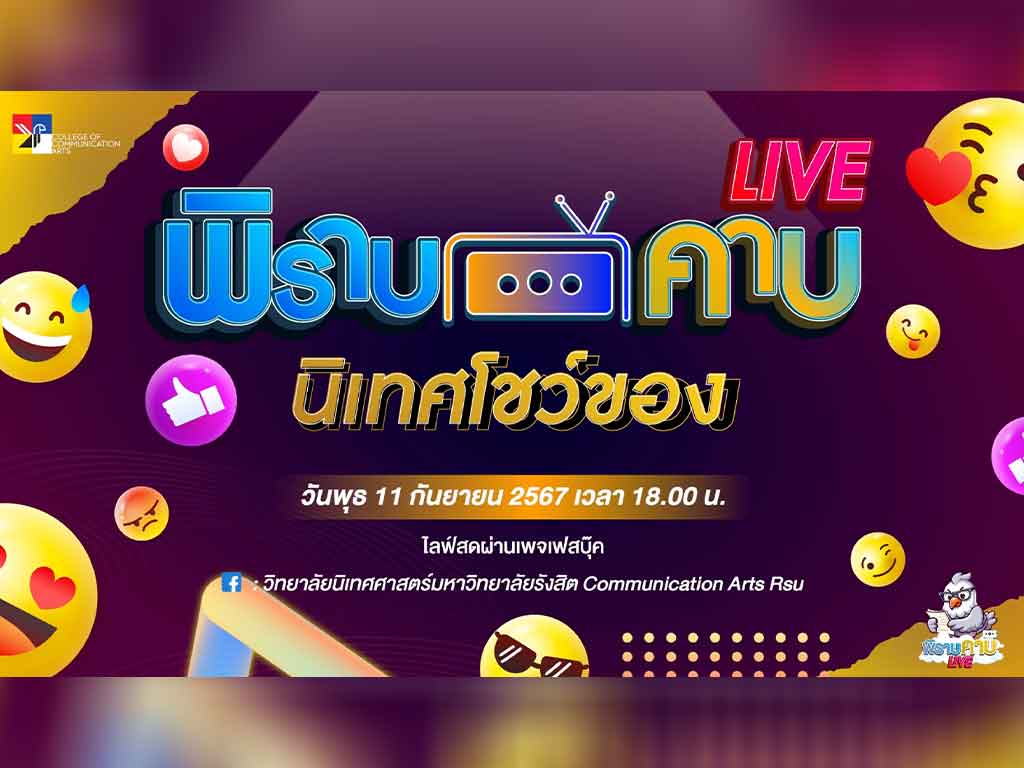 COLLEGE OF
COMMUNICATION
ARTS
LIVE
พิราบ คาบ
นิเทศโชว์ของ
วันพุธ 11 กันยายน 2567 เวลา 18.00 น.
ไลฟ์สดผ่านเพจเฟสบุ๊ค
: วิทยาลัยนิเทศศาสตร์มหาวิทยาลัยรังสิต Communication Arts Rsu
พิราบคาบ
LIVE